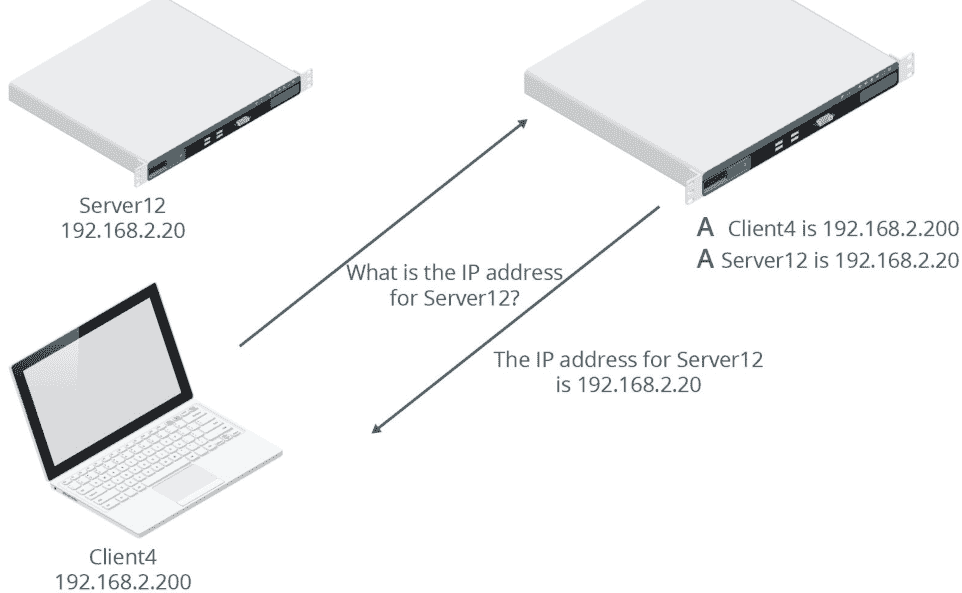 Server12
192.168.2.20
A Client4 is 192.168.2.200
A Server12 is 192.168.2.20
What is the IP address
for Server12?
The IP address for Server12
is 192.168.2.20
Client4
192.168.2.200